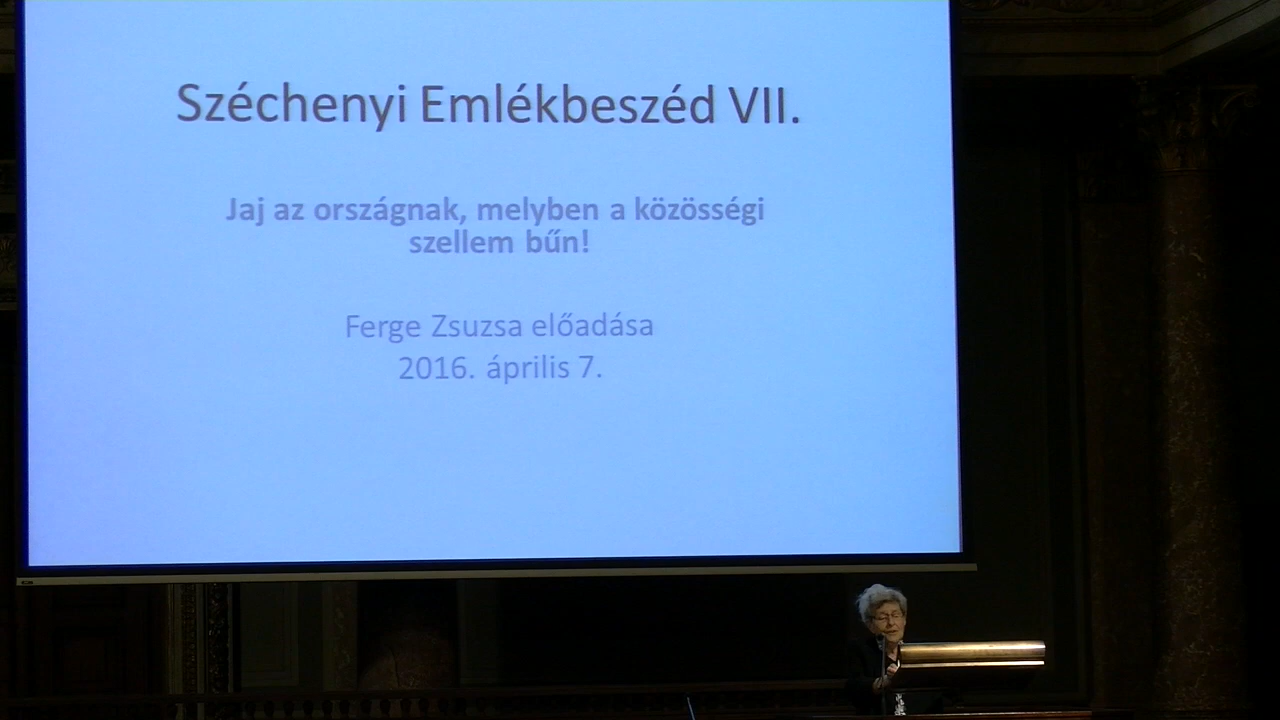 Széchenyi Emlékbeszéd VII.
Jaj az országnak, melyben a közösségi
szellem bűn!
Ferge Zsuzsa előadása
2016. április 7.